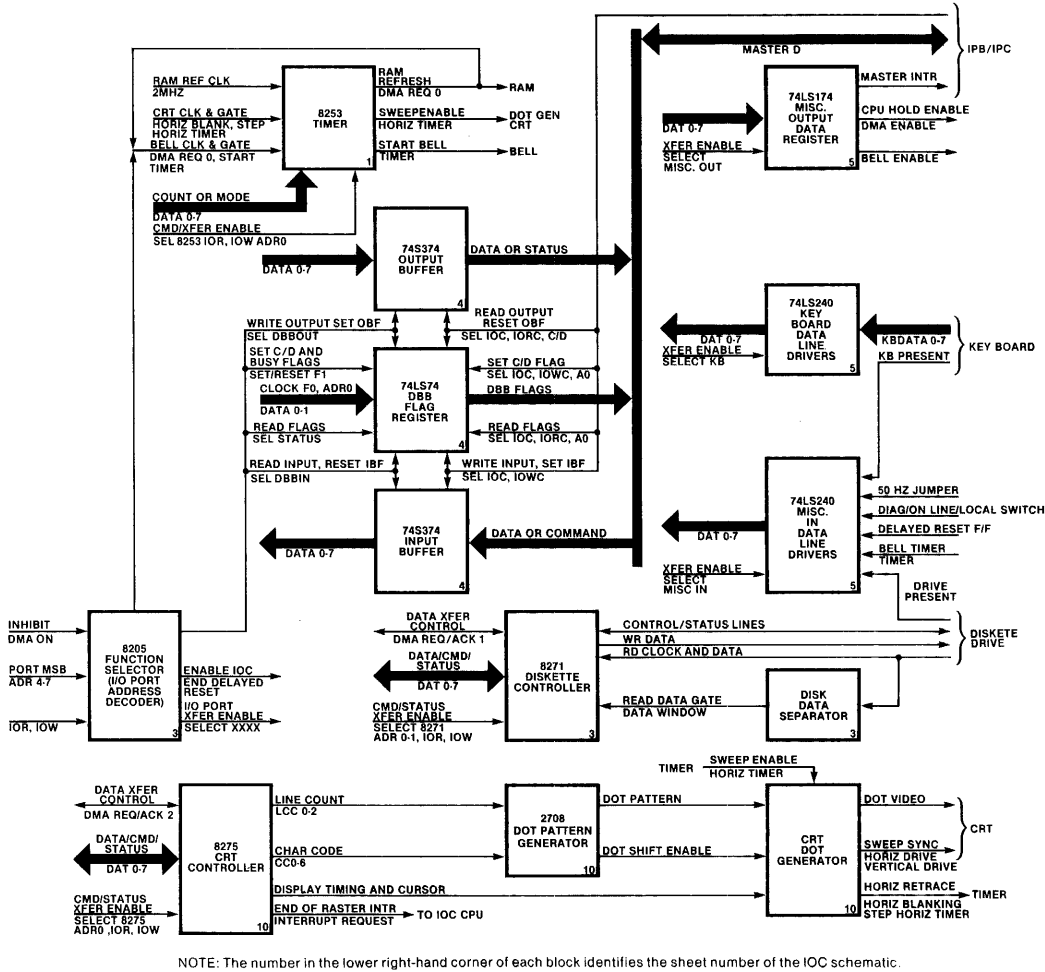 MASTER D
IPB/IPC
RAM REF CLK
2MHZ
CRT CLK & GATE
HORIZ BLANK, STEP
HORIZ TIMER
BELL CLK & GATE
DMA REQ 0, START
TIMER
COUNT OR MODE
DATA 0-7
CMD/XFER ENABLE
SEL 8253 IOR, IOW ADR0
8253
TIMER
1
RAM
REFRESH
DMA REQ 0
RAM
SWEEPENABLE
HORIZ TIMER
DOT GEN
CRT
START BELL
TIMER
BELL
DAT 0-7
XFER ENABLE
SELECT
MISC. OUT
74LS174
MISC.
OUTPUT
DATA
REGISTER
5
MASTER INTR
CPU HOLD ENABLE
DMA ENABLE
BELL ENABLE
DATA 0-7
74S374
OUTPUT
BUFFER
4
DATA OR STATUS
WRITE OUTPUT SET OBF
SEL DBBOUT
READ OUTPUT
RESET OBF
SEL IOC, IORC, C/D
SET C/D AND
BUSY FLAGS
SET/RESET F1
CLOCK F0, ADR0
DATA 0-1
READ FLAGS
SEL STATUS
74LS74
DBB
FLAG
REGISTER
4
SET C/D FLAG
SEL IOC, IOWC, A0
DBB FLAGS
READ FLAGS
SEL IOC, IORC, A0
READ INPUT, RESET IBF
SEL DBBIN
WRITE INPUT, SET IBF
SEL IOC, IOWC
DATA 0-7
74S374
INPUT
BUFFER
4
DATA OR COMMAND
DAT 0-7
XFER ENABLE
SELECT KB
74LS240
KEY
BOARD
DATA
LINE
DRIVERS
5
KBDATA 0-7
KB PRESENT
KEY BOARD
DAT 0-7
XFER ENABLE
SELECT
MISC IN
74LS240
MISC.
IN
DATA
LINE
DRIVERS
5
50 HZ JUMPER
DIAG/ON LINE/LOCAL SWITCH
DELAYED RESET F/F
BELL TIMER
TIMER
DRIVE
PRESENT
INHIBIT
DMA ON
PORT MSB
ADR 4-7
IOR, IOW
8205
FUNCTION
SELECTOR
(I/O PORT
ADDRESS
DECODER)
3
ENABLE IOC
END DELAYED
RESET
I/O PORT
XFER ENABLE
SELECT XXXX
DATA XFER
CONTROL
DMA REQ/ACK 1
DATA/CMD/
STATUS
DAT 0-7
CMD/STATUS
XFER ENABLE
SELECT 8271
ADR 0-1, IOR, IOW
8271
DISKETTE
CONTROLLER
3
CONTROL/STATUS LINES
WR DATA
RD CLOCK AND DATA
DISKETE
DRIVE
READ DATA GATE
DATA WINDOW
DISK
DATA
SEPARATOR
3
DATA XFER
CONTROL
DMA REQ/ACK 2
DATA/CMD/
STATUS
DAT 0-7
CMD/STATUS
XFER ENABLE
SELECT 8275
ADR0 ,IOR, IOW
8275
CRT
CONTROLLER
10
LINE COUNT
LCC 0-2
CHAR CODE
CC0-6
DISPLAY TIMING AND CURSOR
END OF RASTER INTR
INTERRUPT REQUEST
TO IOC CPU
2708
DOT PATTERN
GENERATOR
10
DOT PATTERN
DOT SHIFT ENABLE
TIMER
SWEEP ENABLE
HORIZ TIMER
CRT
DOT
GENERATOR
10
DOT VIDEO
SWEEP SYNC
HORIZ DRIVE
VERTICAL DRIVE
CRT
HORIZ RETRACE
HORIZ BLANKING
STEP HORIZ TIMER
TIMER
NOTE: The number in the lower right-hand corner of each block identifies the sheet number of the IOC schematic.